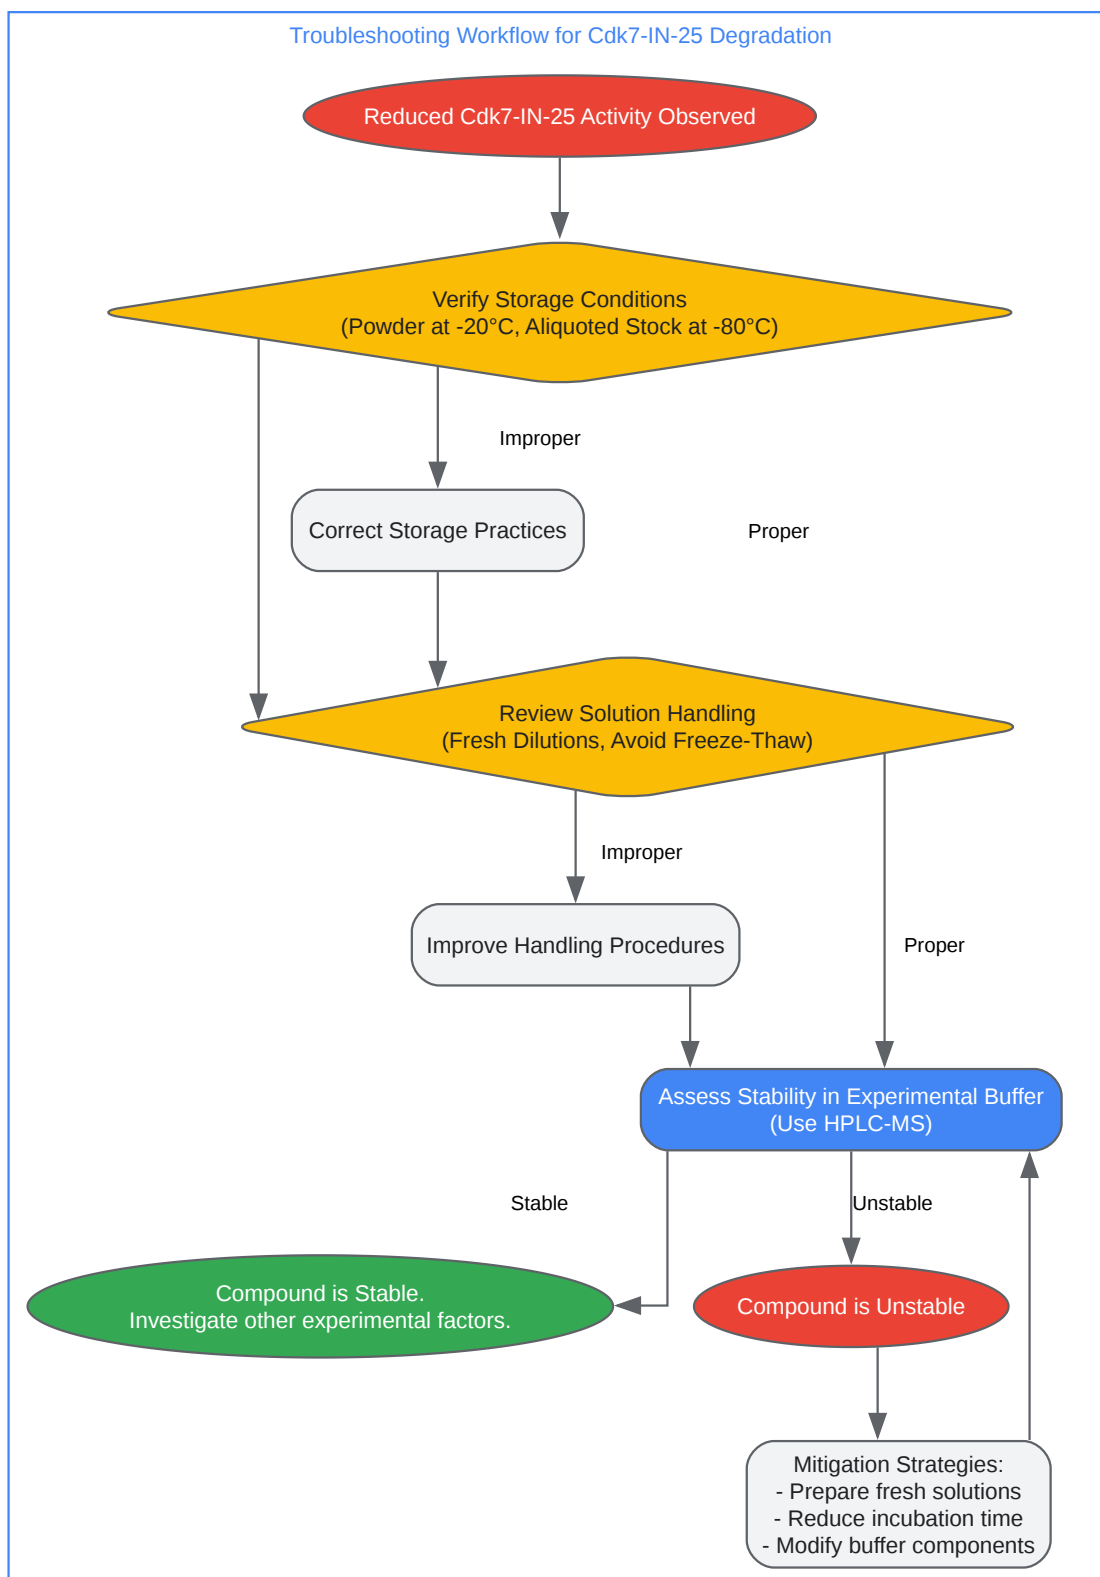 Troubleshooting Workflow for Cdk7-IN-25 Degradation
Reduced Cdk7-IN-25 Activity Observed
Verify Storage Conditions
(Powder at -20°C, Aliquoted Stock at -80°C)
Improper
Correct Storage Practices
Proper
Review Solution Handling
(Fresh Dilutions, Avoid Freeze-Thaw)
Improper
Improve Handling Procedures
Proper
Assess Stability in Experimental Buffer
(Use HPLC-MS)
Stable
Unstable
Compound is Stable.
Investigate other experimental factors.
Compound is Unstable
Mitigation Strategies:
- Prepare fresh solutions
- Reduce incubation time
- Modify buffer components